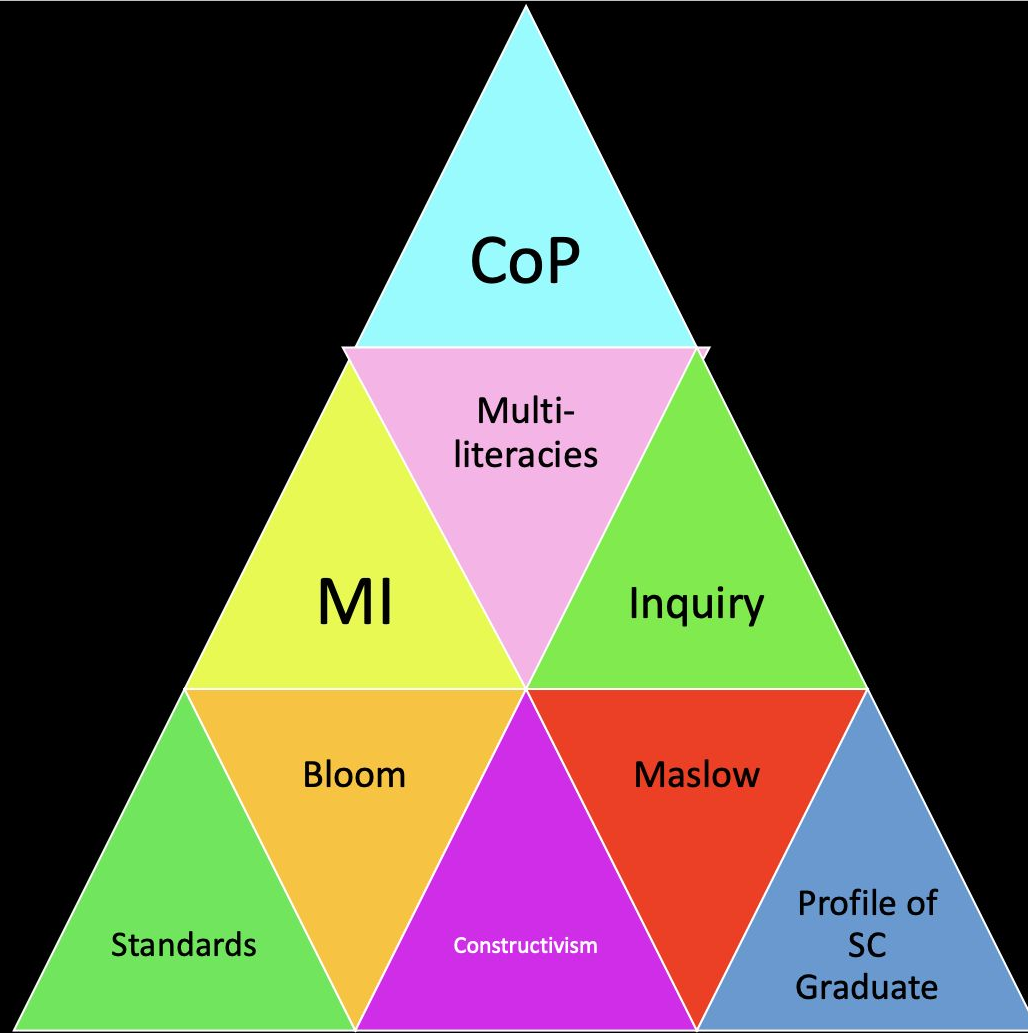 CoP
Multi-
literacies
MI
Inquiry
Bloom
Maslow
Standards
Constructivism
Profile of
SC
Graduate